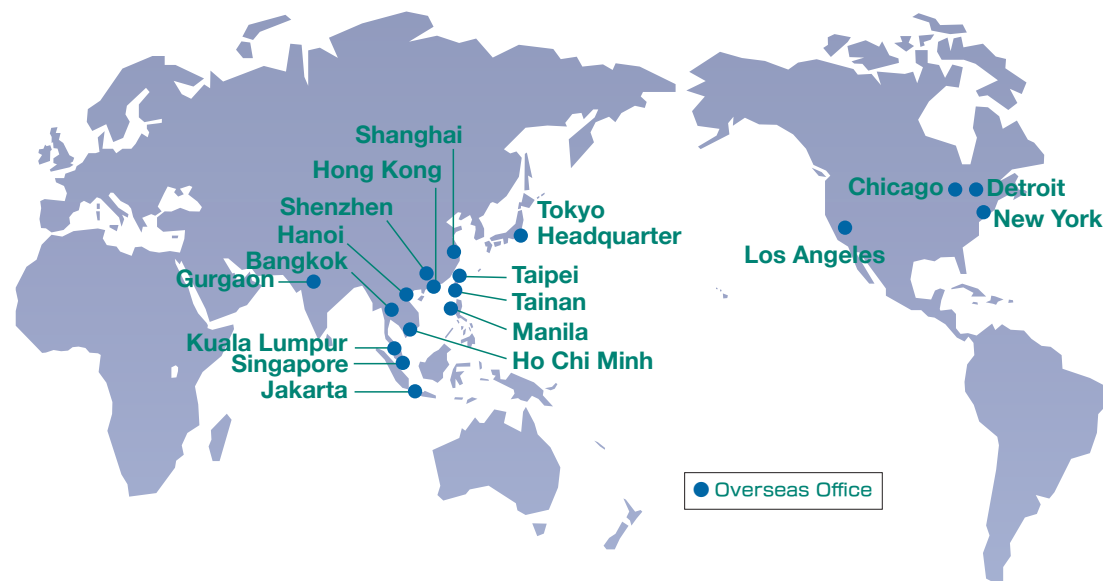 Shanghai
Hong Kong
Shenzhen
Hanoi
Bangkok
Gurgaon
Tokyo
Headquarter
Taipei
Tainan
Manila
Ho Chi Minh
Kuala Lumpur
Singapore
Jakarta
Chicago
Detroit
New York
Los Angeles
Overseas Office